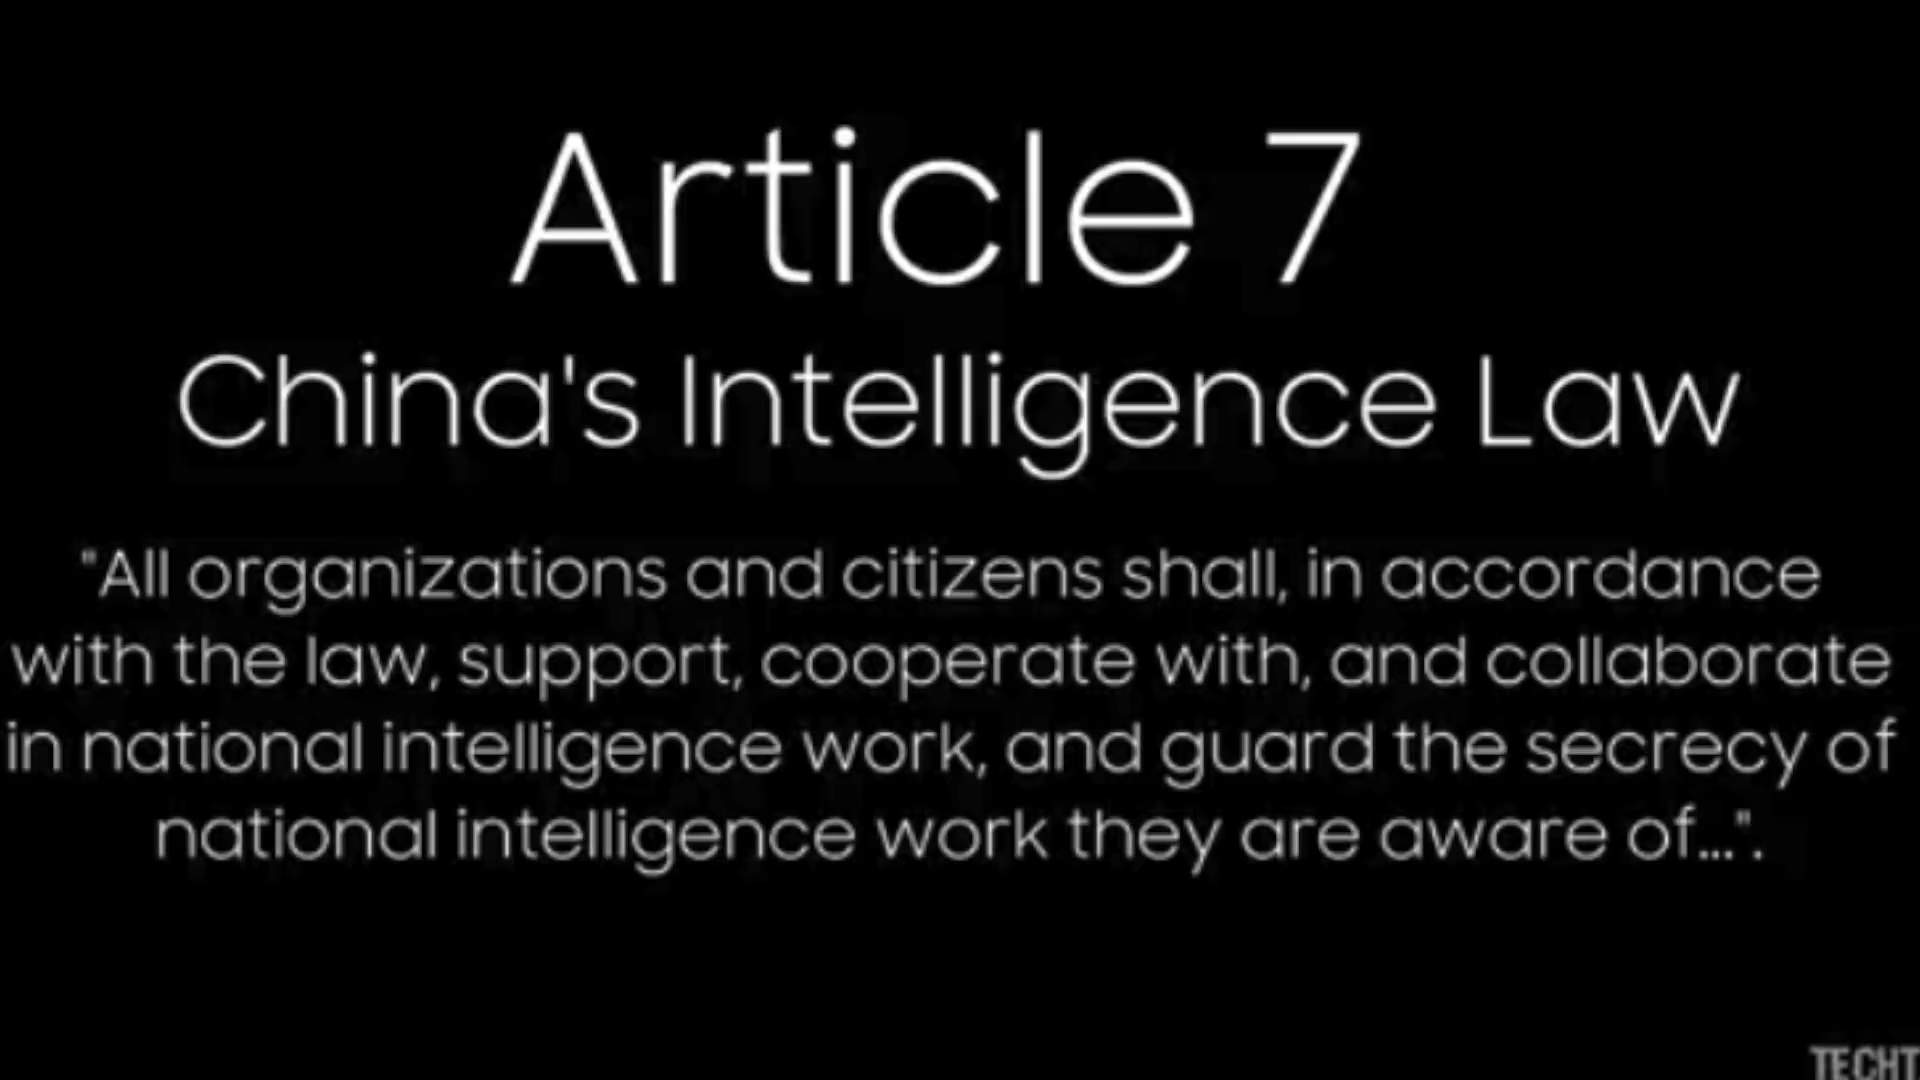 Article 7
China's Intelligence Law
"All organizations and citizens shall, in accordance
with the law, support, cooperate with, and collaborate
in national intelligence work, and guard the secrecy of
national intelligence work they are aware of...".
TECHT